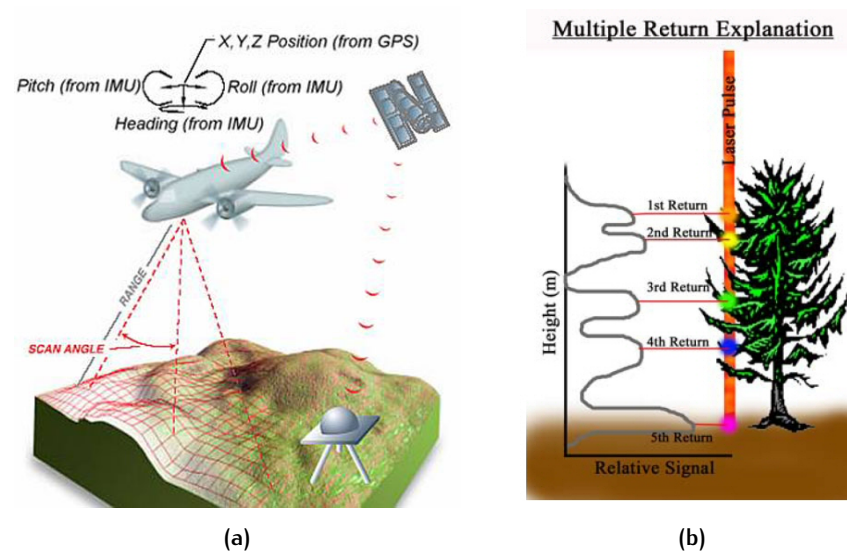 X,Y,Z Position (from GPS)
Pitch (from IMU)
Roll (from IMU)
Heading (from IMU)
RANGE
SCAN ANGLE
(a)
Multiple Return Explanation
Laser Pulse
1st Return
2nd Return
3rd Return
4th Return
5th Return
Height (m)
Relative Signal
(b)